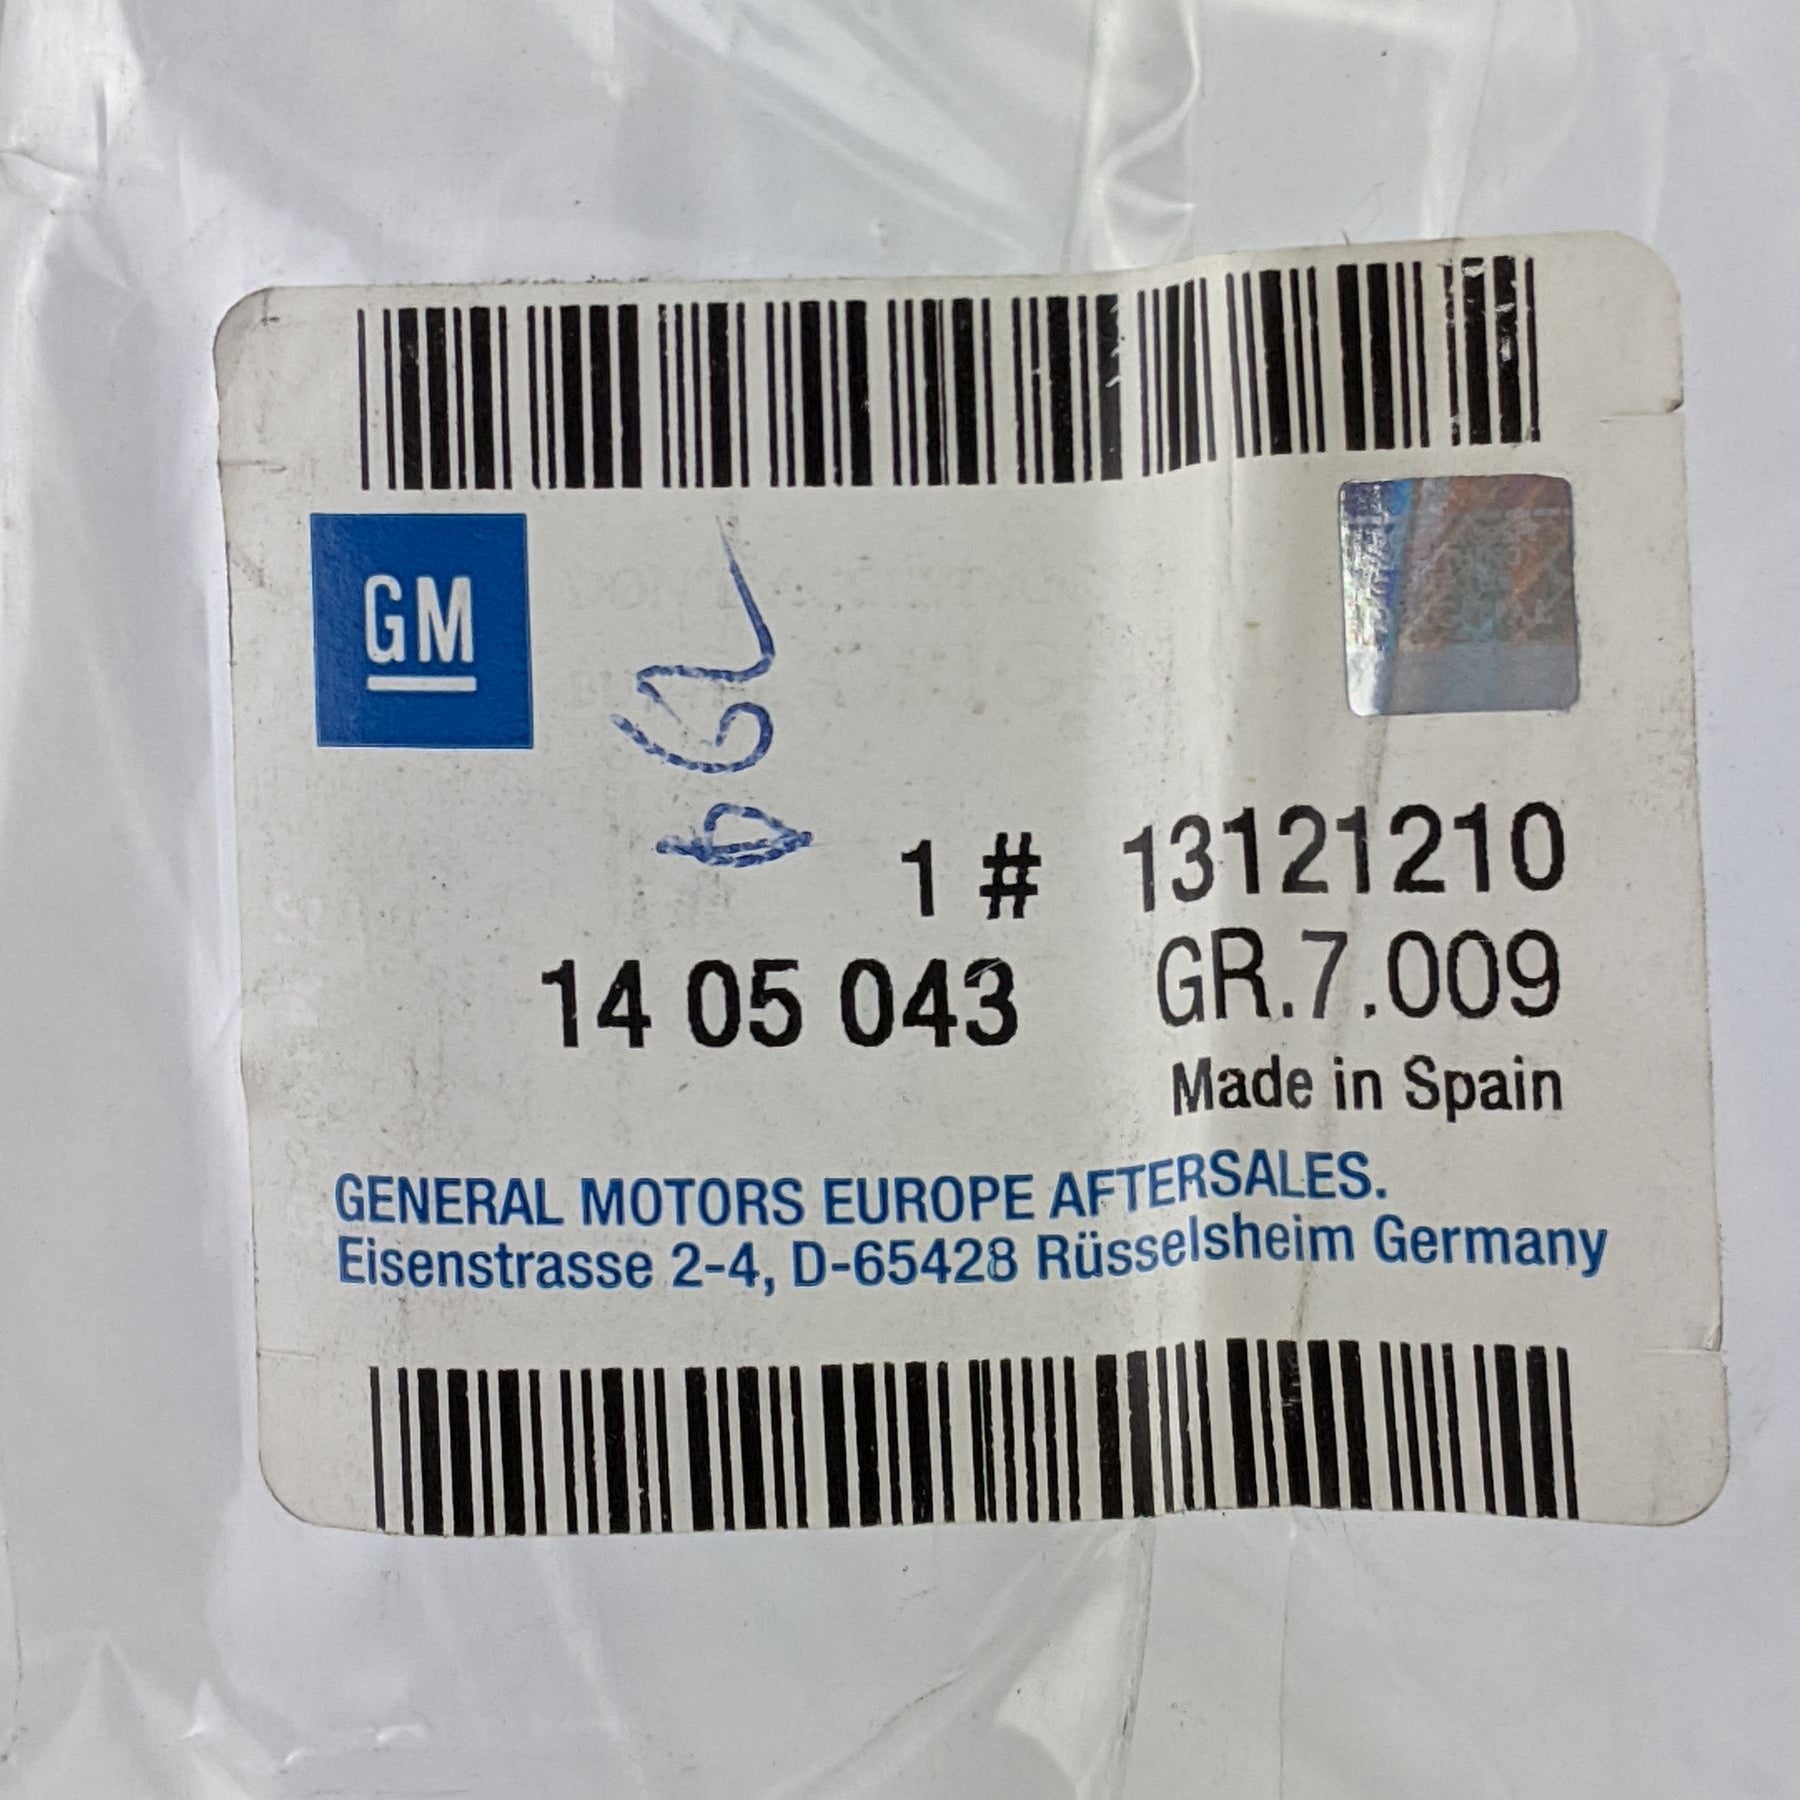 GM
1 # 13121210
14 05 043 GR.7.009
Made in Spain
GENERAL MOTORS EUROPE AFTERSALES.
Eisenstrasse 2-4, D-65428 Rüsselsheim Germany